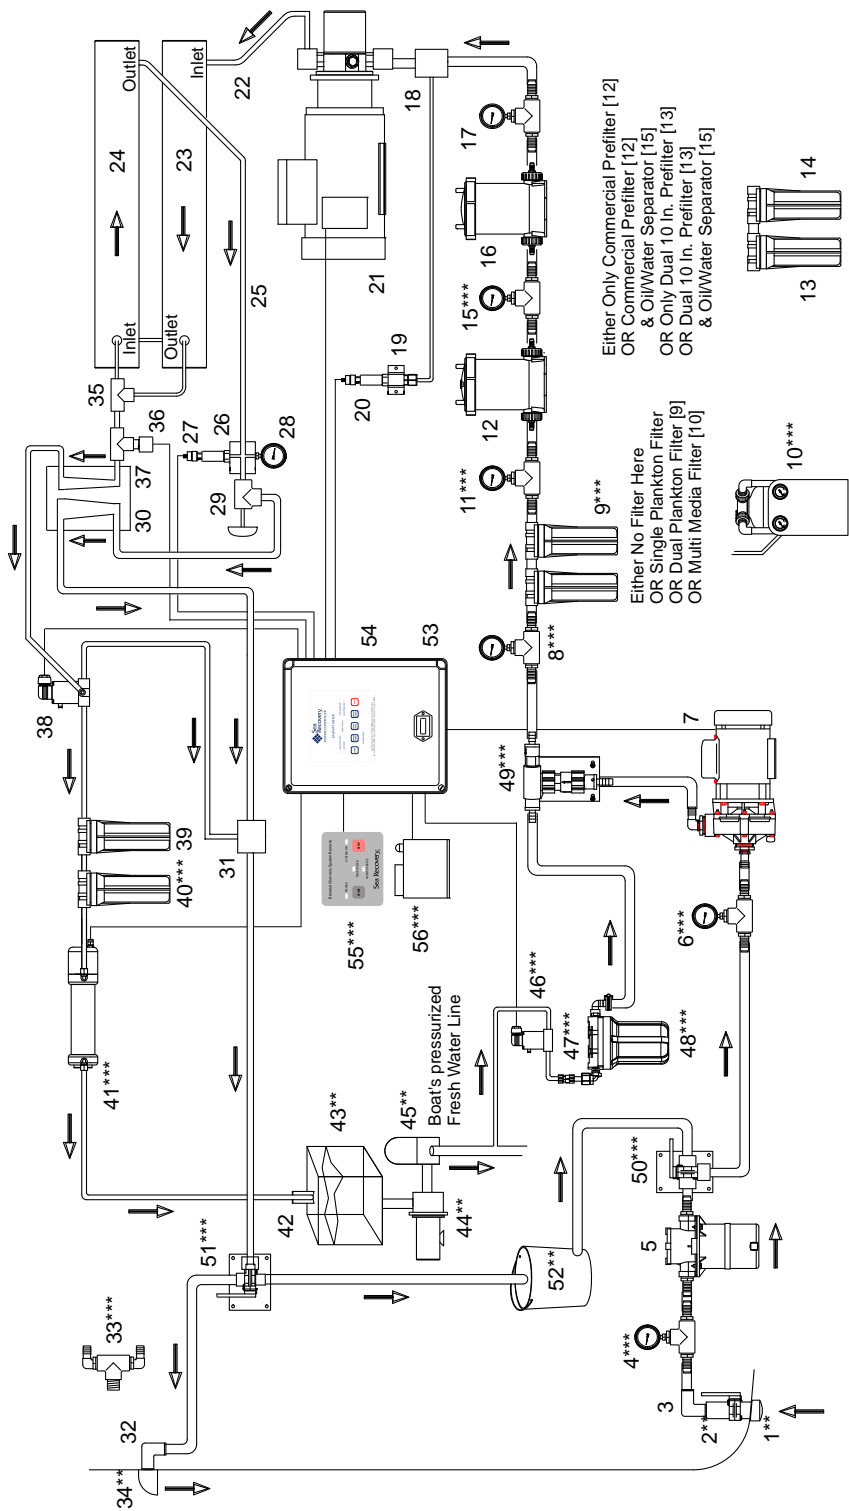 Outlet
24
Inlet
Inlet
23
Outlet
22
25
35
36
37
30
27
26
28
29
21
20
19
18
17
16
15***
12
11***
9***
8***
Either Only Commercial Prefilter [12]
OR Commercial Prefilter [12]
& Oil/Water Separator [15]
OR Only Dual 10 In. Prefilter [13]
OR Dual 10 In. Prefilter [13]
& Oil/Water Separator [15]
13
14
Either No Filter Here
OR Single Plankton Filter
OR Dual Plankton Filter [9]
OR Multi Media Filter [10]
10***
38
39
40***
31
54
53
Sea
Recovery
Sea Recovery
55***
56***
49***
7
41***
42
43**
45**
44**
Boat's pressurized
Fresh Water Line
46***
47***
48***
6***
51***
52**
50***
5
33***
32
34**
4***
3
2**
1**